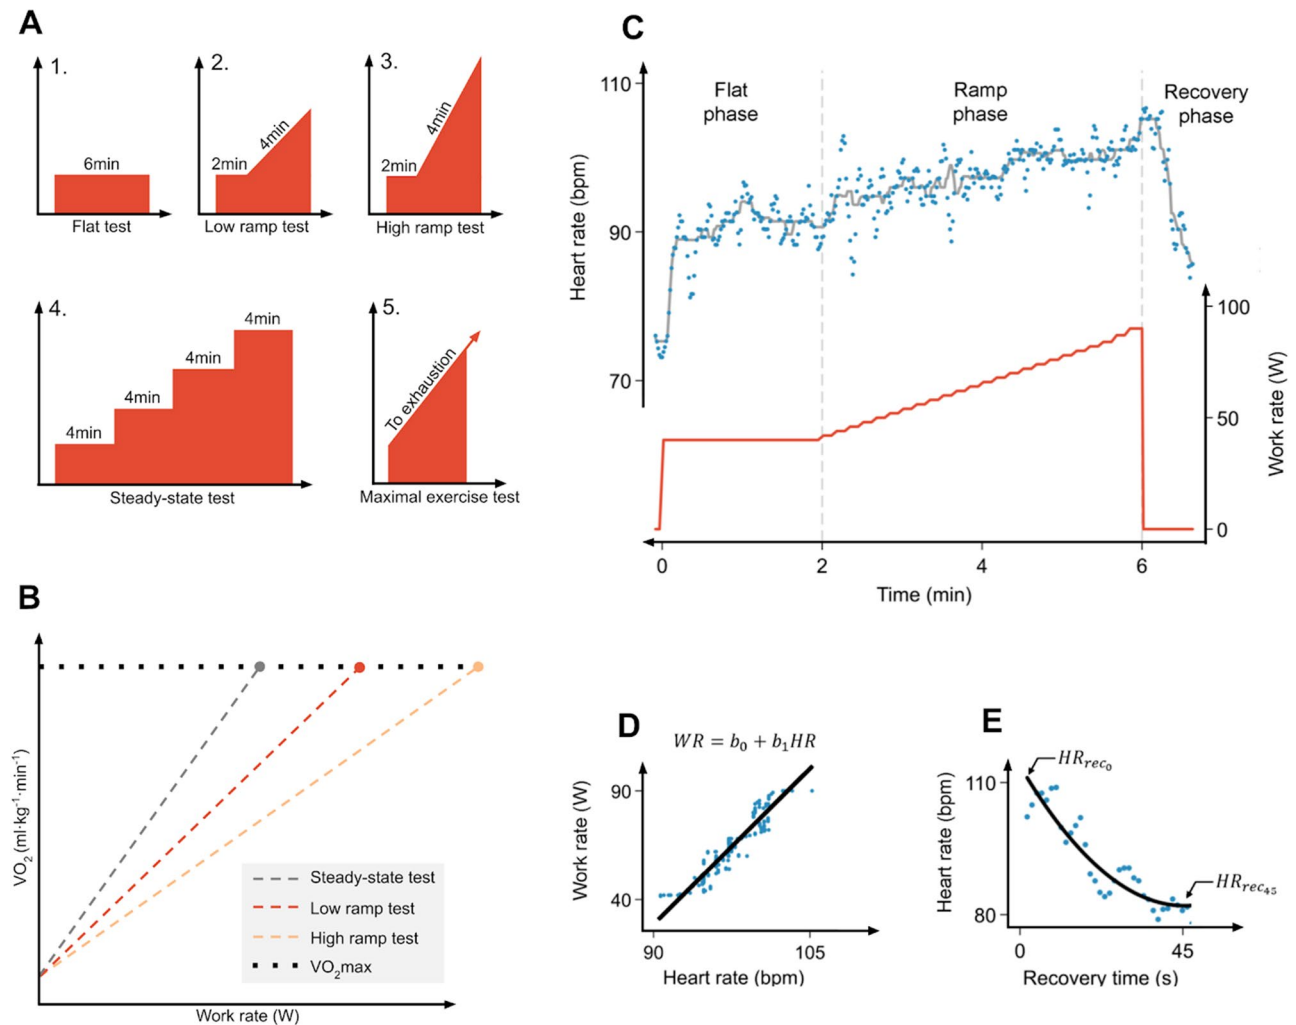 A
1.
6min
Flat test
2.
2min
4min
Low ramp test
3.
2min
4min
High ramp test
4.
4min
4min
4min
4min
Steady-state test
5.
To exhaustion
Maximal exercise test
B
VO2 (ml·kg⁻¹·min⁻¹)
Steady-state test
Low ramp test
High ramp test
VO2max
Work rate (W)
C
Flat
phase
Ramp
phase
Recovery
phase
110
90
70
Heart rate (bpm)
100
50
0
Work rate (W)
0 2 4 6
Time (min)
D
WR = b0 + b1HR
90
40
Work rate (W)
90 105
Heart rate (bpm)
E
HRrec0
HRrec45
110
80
Heart rate (bpm)
0 45
Recovery time (s)